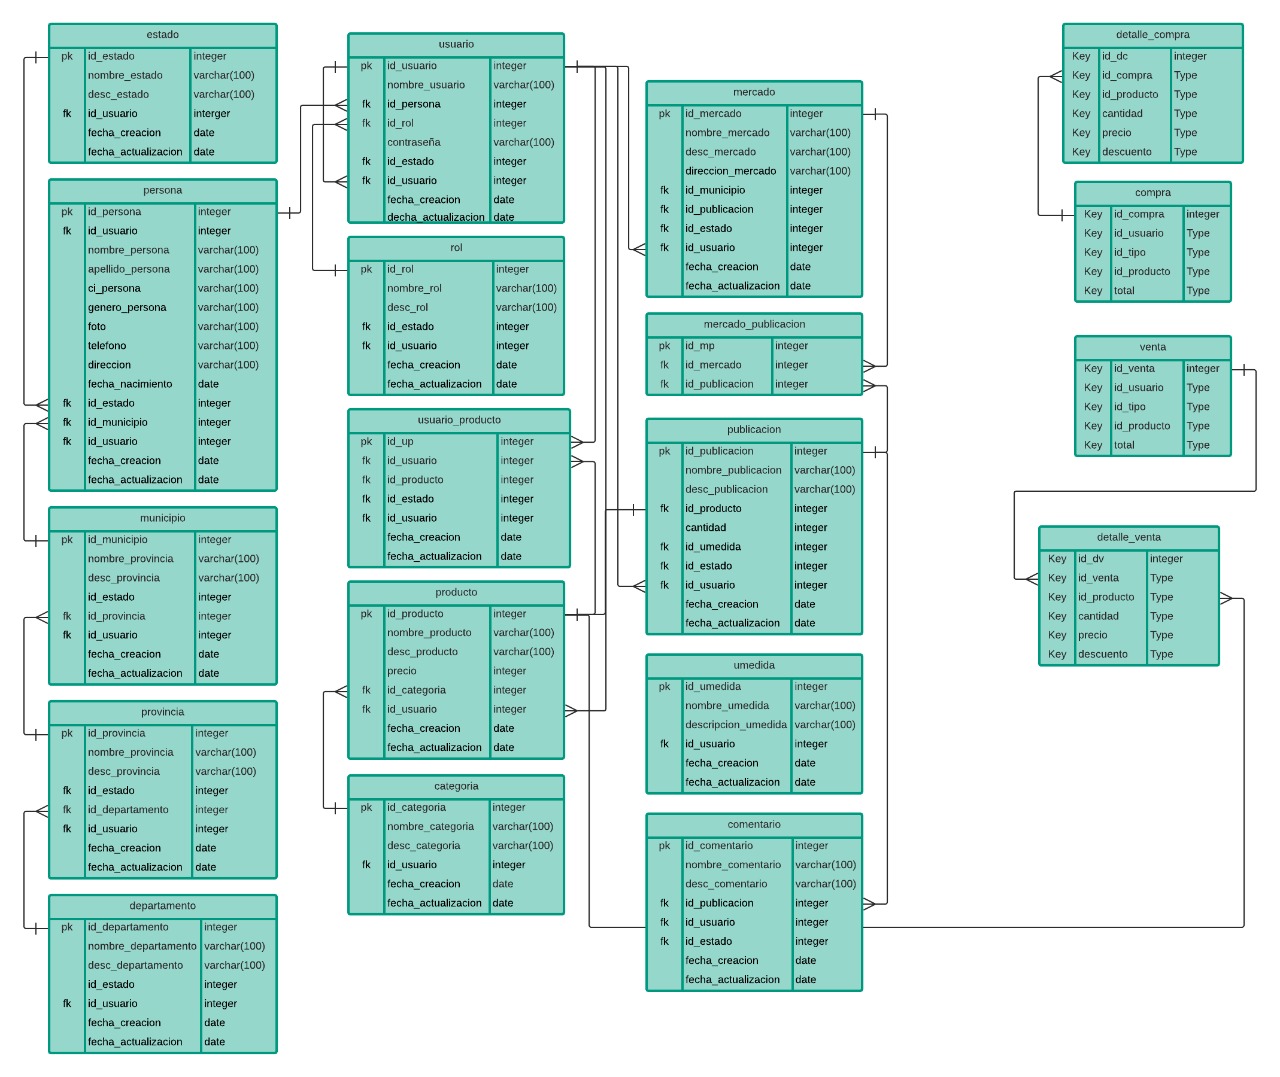 estado
pk id_estado integer
nombre_estado varchar(100)
desc_estado varchar(100)
fk id_usuario interger
fecha_creacion date
fecha_actualizacion date
persona
pk id_persona integer
fk id_usuario integer
nombre_persona varchar(100)
apellido_persona varchar(100)
ci_persona varchar(100)
genero_persona varchar(100)
foto varchar(100)
telefono varchar(100)
direccion varchar(100)
fecha_nacimiento date
fk id_estado integer
fk id_municipio integer
fk id_usuario integer
fecha_creacion date
fecha_actualizacion date
municipio
pk id_municipio integer
nombre_provincia varchar(100)
desc_provincia varchar(100)
id_estado integer
fk id_provincia integer
fk id_usuario integer
fecha_creacion date
fecha_actualizacion date
provincia
pk id_provincia integer
nombre_provincia varchar(100)
desc_provincia varchar(100)
fk id_estado integer
fk id_departamento integer
fk id_usuario integer
fecha_creacion date
fecha_actualizacion date
departamento
pk id_departamento integer
nombre_departamento varchar(100)
desc_departamento varchar(100)
id_estado integer
fk id_usuario integer
fecha_creacion date
fecha_actualizacion date
usuario
pk id_usuario integer
nombre_usuario varchar(100)
fk id_persona integer
fk id_rol integer
contraseña varchar(100)
fk id_estado integer
fk id_usuario integer
fecha_creacion date
decha_actualizacion date
rol
pk id_rol integer
nombre_rol varchar(100)
desc_rol varchar(100)
fk id_estado integer
fk id_usuario integer
fecha_creacion date
fecha_actualizacion date
usuario_producto
pk id_up integer
fk id_usuario integer
fk id_producto integer
fk id_estado integer
fk id_usuario integer
fecha_creacion date
fecha_actualizacion date
producto
pk id_producto integer
nombre_producto varchar(100)
desc_producto varchar(100)
precio integer
fk id_categoria integer
fk id_usuario integer
fecha_creacion date
fecha_actualizacion date
categoria
pk id_categoria integer
nombre_categoria varchar(100)
desc_categoria varchar(100)
fk id_usuario integer
fecha_creacion date
fecha_actualizacion date
mercado
pk id_mercado integer
nombre_mercado varchar(100)
desc_mercado varchar(100)
direccion_mercado varchar(100)
fk id_municipio integer
fk id_publicacion integer
fk id_estado integer
fk id_usuario integer
fecha_creacion date
fecha_actualizacion date
mercado_publicacion
pk id_mp integer
fk id_mercado integer
fk id_publicacion integer
publicacion
pk id_publicacion integer
nombre_publicacion varchar(100)
desc_publicacion varchar(100)
fk id_producto integer
cantidad integer
fk id_umedida integer
fk id_estado integer
fk id_usuario integer
fecha_creacion date
fecha_actualizacion date
umedida
pk id_umedida integer
nombre_umedida varchar(100)
descripcion_umedida varchar(100)
fk id_usuario integer
fecha_creacion date
fecha_actualizacion date
comentario
pk id_comentario integer
nombre_comentario varchar(100)
desc_comentario varchar(100)
fk id_publicacion integer
fk id_usuario integer
fk id_estado integer
fecha_creacion date
fecha_actualizacion date
detalle_compra
Key id_dc integer
Key id_compra Type
Key id_producto Type
Key cantidad Type
Key precio Type
Key descuento Type
compra
Key id_compra integer
Key id_usuario Type
Key id_tipo Type
Key id_producto Type
Key total Type
venta
Key id_venta integer
Key id_usuario Type
Key id_tipo Type
Key id_producto Type
Key total Type
detalle_venta
Key id_dv integer
Key id_venta Type
Key id_producto Type
Key cantidad Type
Key precio Type
Key descuento Type